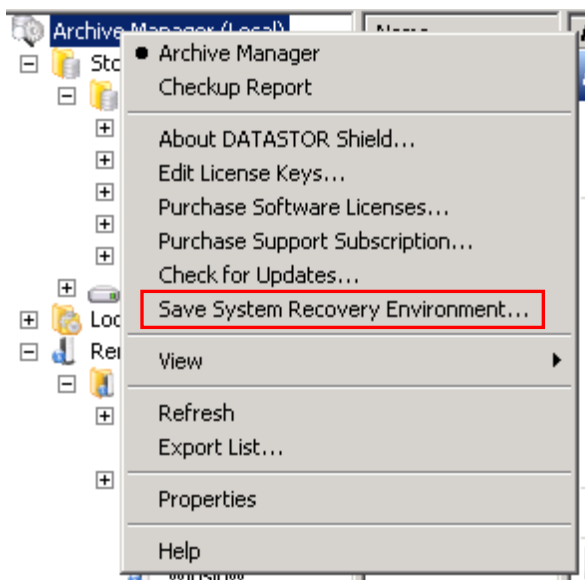 Archive Manager (Local)
Name
Archive Manager
Checkup Report
About DATASTOR Shield...
Edit License Keys...
Purchase Software Licenses...
Purchase Support Subscription...
Check for Updates...
Save System Recovery Environment...
View
Refresh
Export List...
Properties
Help